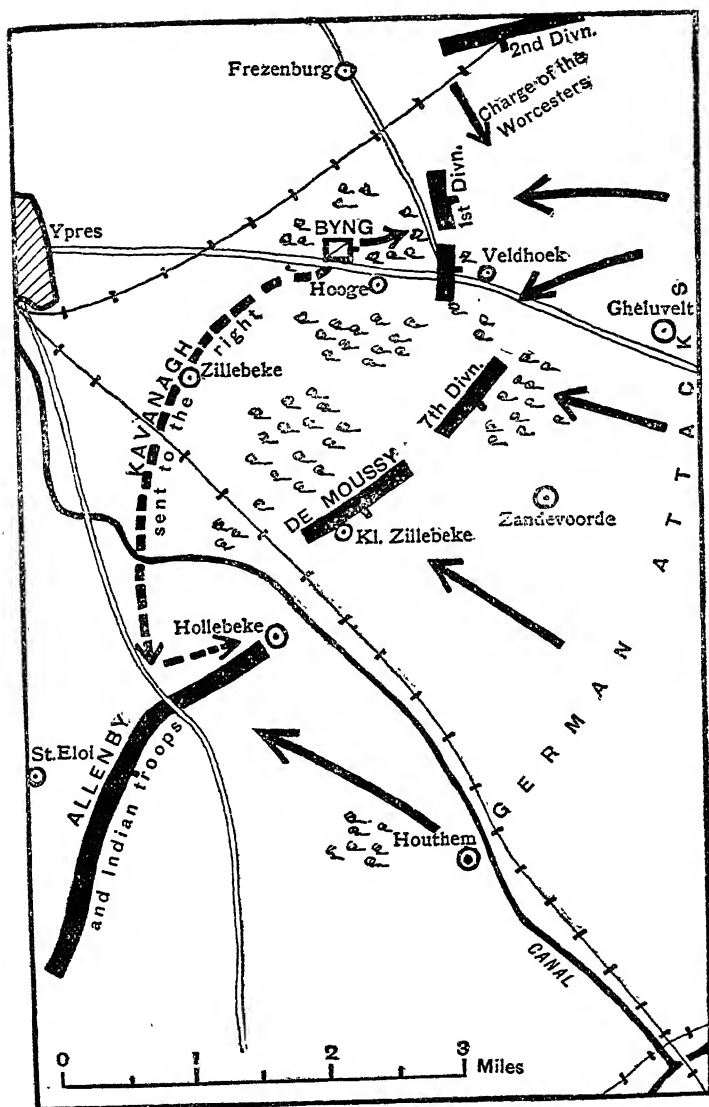 2nd Divn.
Frezenburg
Charge of the
Worcesters
1st Divn.
BYNG
Ypres
Veldhoek
Hooge
Gheluvelt
KAVANAGH
sent to the right
Zillebeke
7th Divn.
DE MOUSSY
Zandevoorde
Kl. Zillebeke
GERMAN ATTACKS
Hollebeke
ALLENBY
and Indian troops
St. Eloi
Houthem
CANAL
0 1 2 3 Miles